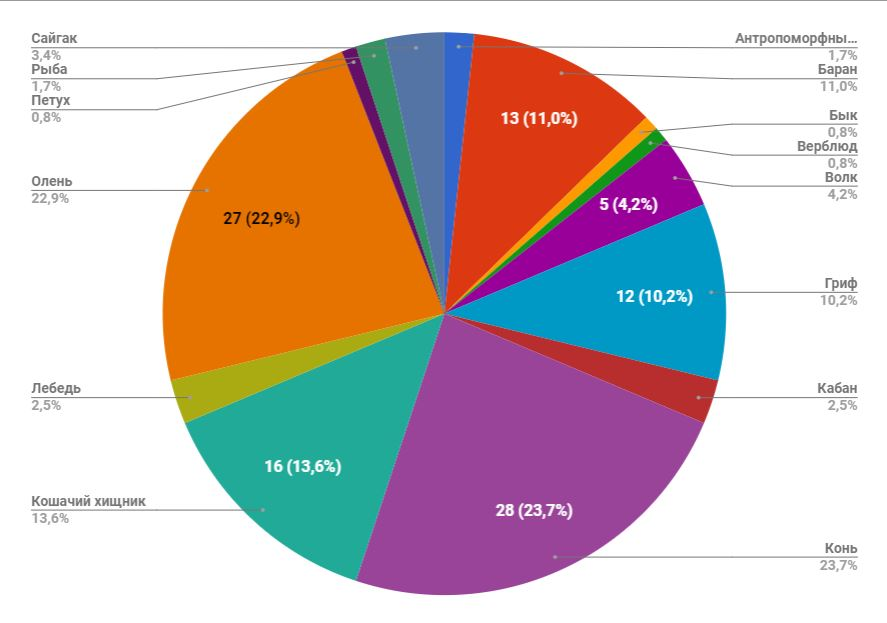 Сайгак
3,4%
Рыба
1,7%
Петух
0,8%
Олень
22,9%
Лебедь
2,5%
Кошачий хищник
13,6%
Антропоморфны...
1,7%
Баран
11,0%
Бык
0,8%
Верблюд
0,8%
Волк
4,2%
Гриф
10,2%
Кабан
2,5%
Конь
23,7%
13 (11,0%)
5 (4,2%)
12 (10,2%)
28 (23,7%)
16 (13,6%)
27 (22,9%)